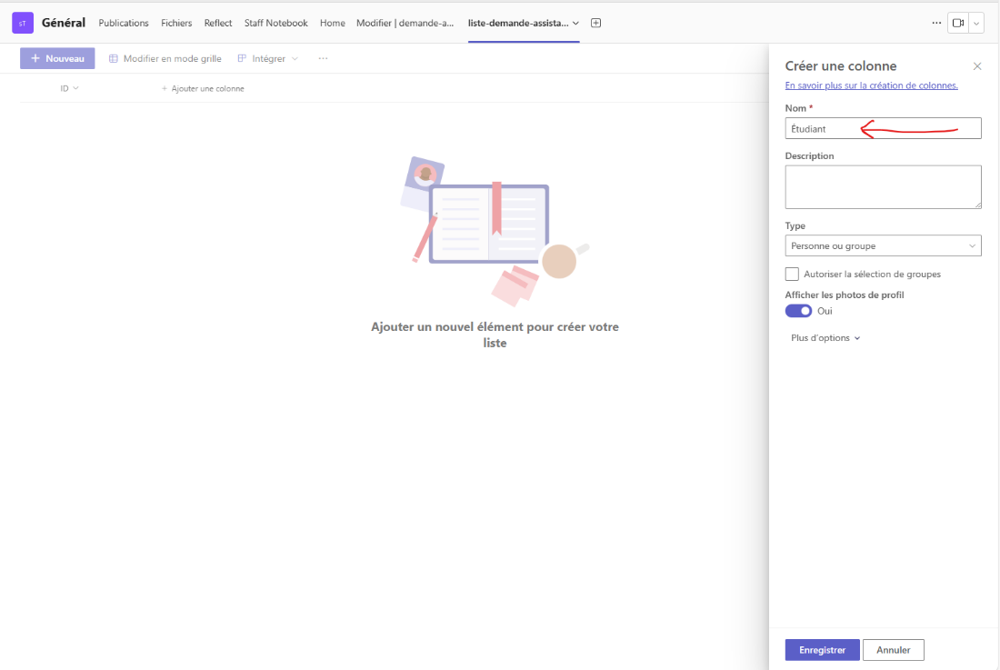 sT Général Publications Fichiers Reflect Staff Notebook Home Modifier | demande-a... liste-demande-assista...
Nouveau Modifier en mode grille Intégrer
ID + Ajouter une colonne
Ajouter un nouvel élément pour créer votre
liste
Créer une colonne
En savoir plus sur la création de colonnes.
Nom *
Étudiant
Description
Type
Personne ou groupe
Autoriser la sélection de groupes
Afficher les photos de profil
Oui
Plus d'options
Enregistrer Annuler